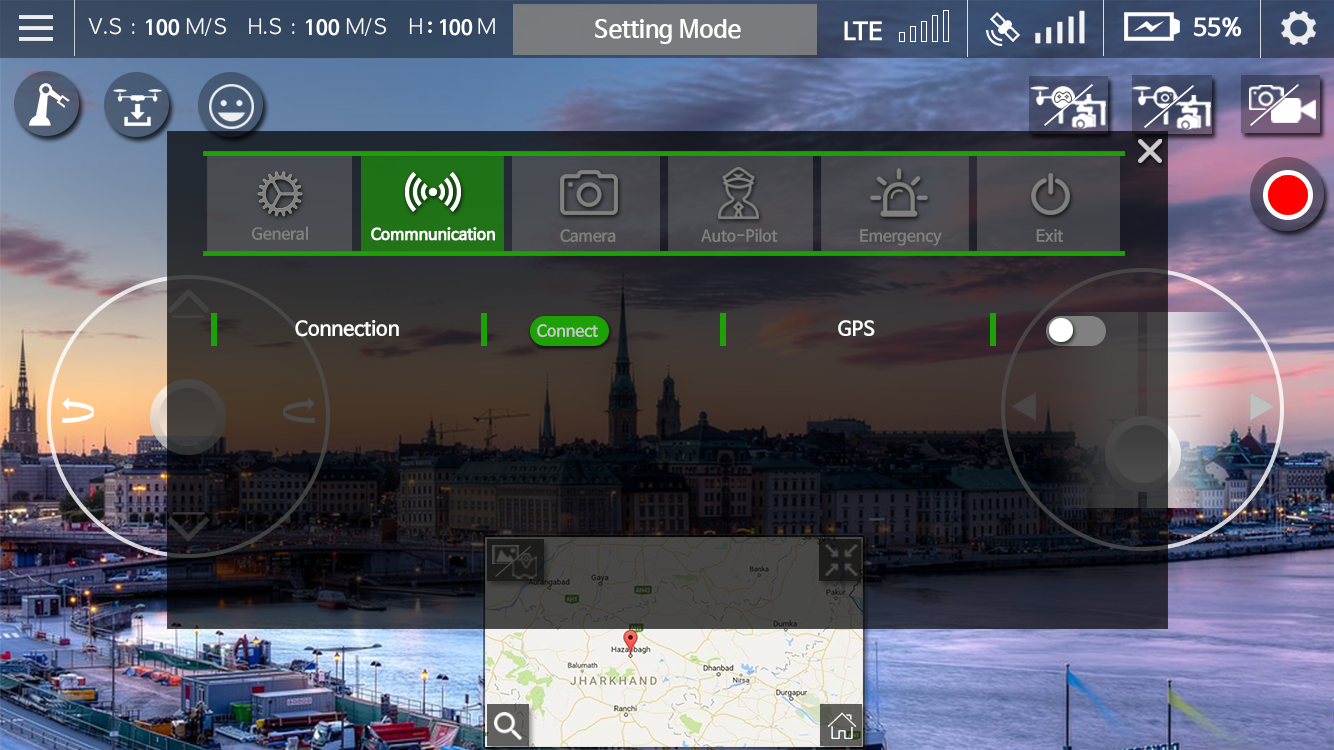 V.S : 100 M/S H.S : 100 M/S H : 100 M Setting Mode LTE 55%
General Commnunication Camera Auto-Pilot Emergency Exit
Connection Connect GPS
Banka
Gaya
Aurangabad
Pakur
Dumka
Hazaribagh
Balumath
Dhanbad
Nirsa
JHARKHAND
Durgapur
Ranchi